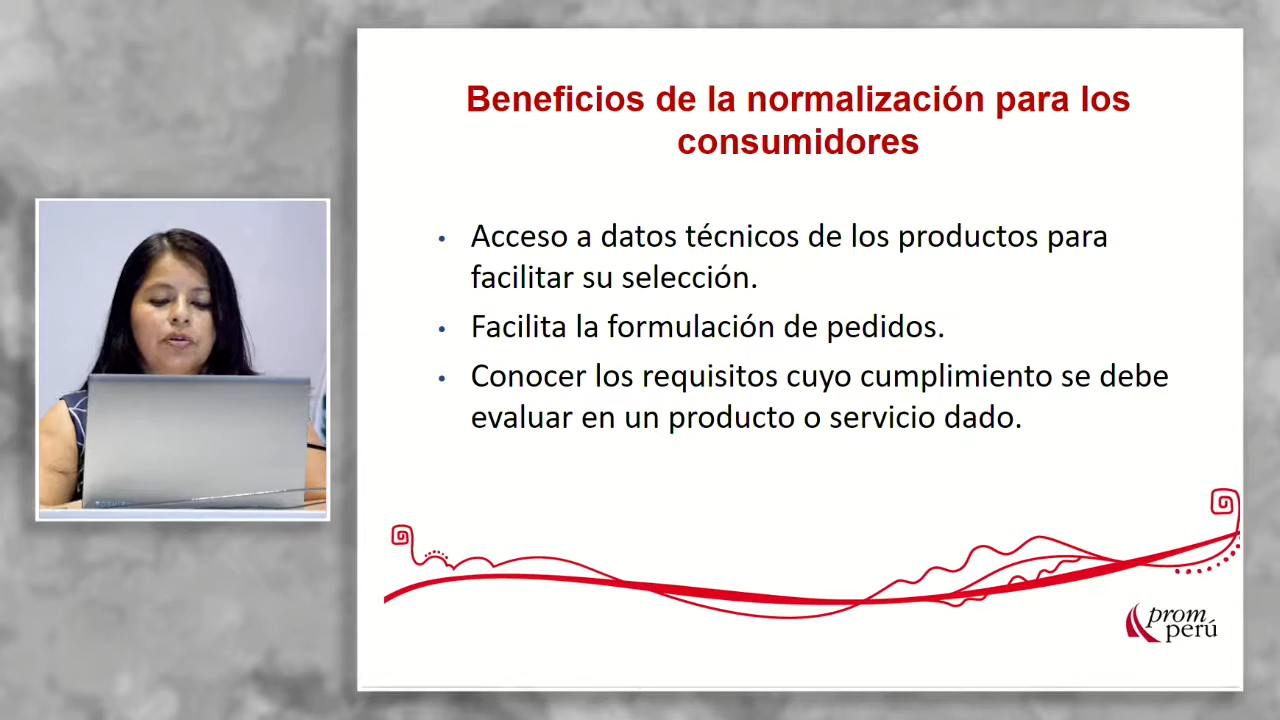 Beneficios de la normalización para los
consumidores
• Acceso a datos técnicos de los productos para
facilitar su selección.
• Facilita la formulación de pedidos.
• Conocer los requisitos cuyo cumplimiento se debe
evaluar en un producto o servicio dado.
prom
perú